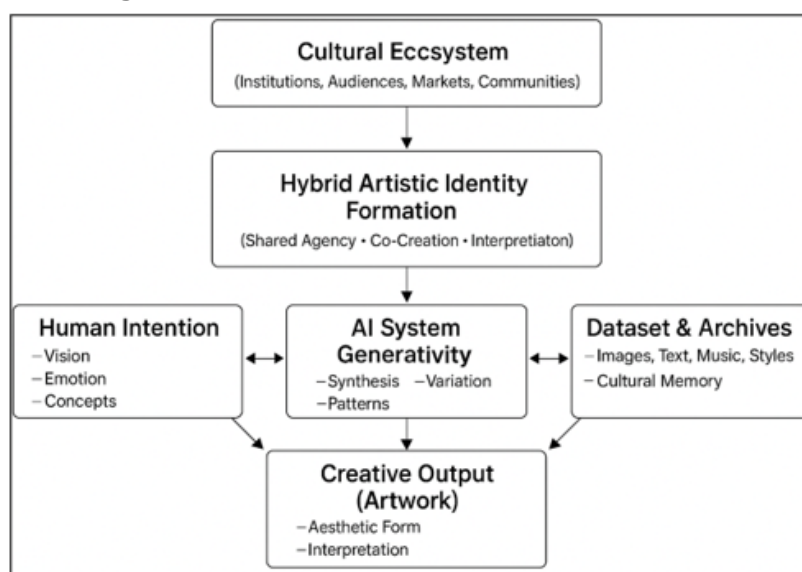 Cultural Eccsystem
(Institutions, Audiences, Markets, Communities)
Hybrid Artistic Identity
Formation
(Shared Agency • Co-Creation • Interpretiaton)
Human Intention
–Vision
–Emotion
–Concepts
AI System
Generativity
–Synthesis –Variation
–Patterns
Dataset & Archives
–Images, Text, Music, Styles
–Cultural Memory
Creative Output
(Artwork)
–Aesthetic Form
–Interpretation